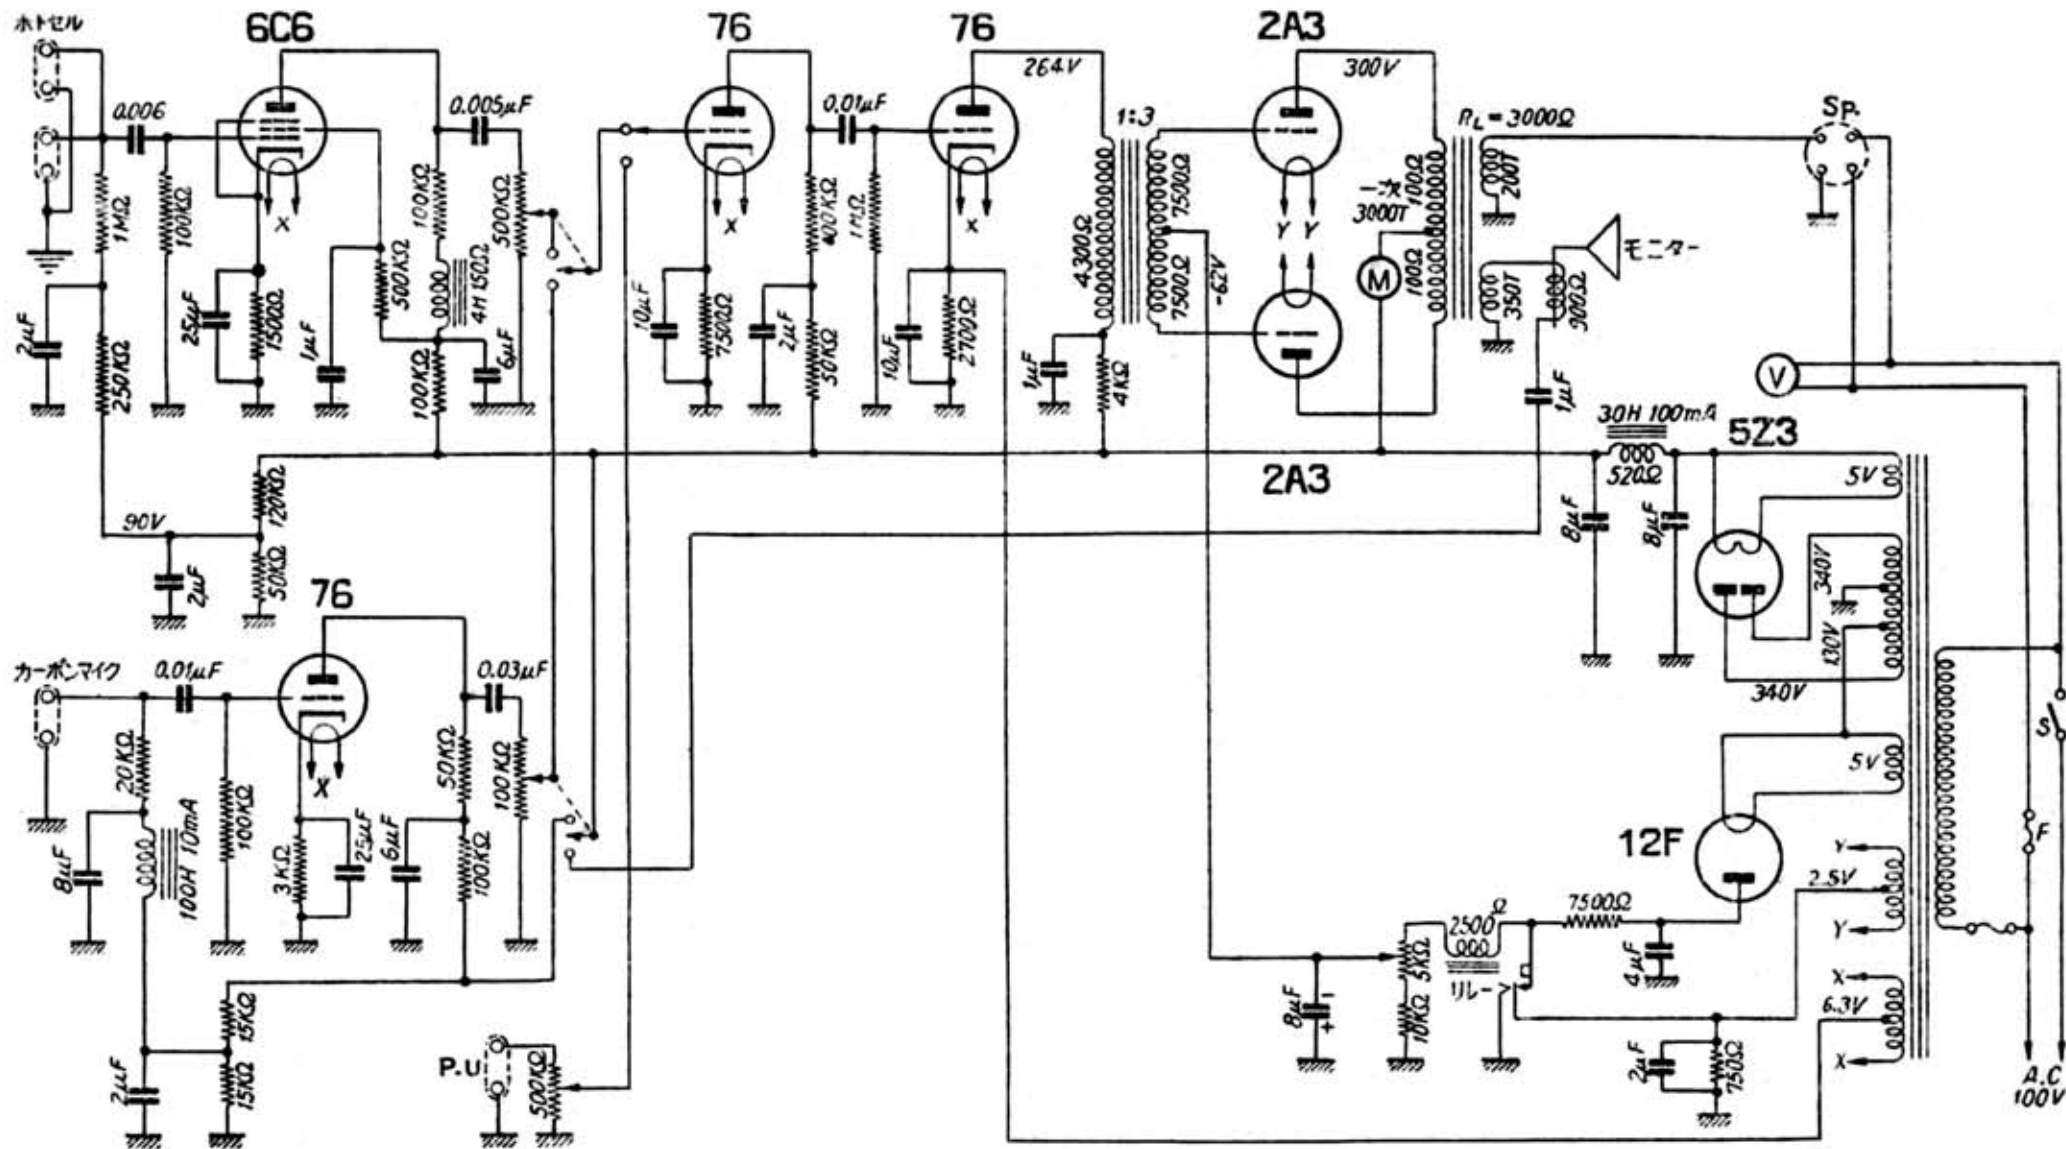 ホトセル
6C6
76
76
2A3
264V
300V
0.006
0.005μF
0.01μF
1:3
RL=3000Ω
SP.
1MΩ
100KΩ
X
100KΩ
500KΩ
X
400KΩ
1MΩ
X
4300Ω
7500Ω
7500Ω
-62V
Y Y
一次
3000T
100Ω
100Ω
M
200T
モニター
350T
900Ω
2μF
250KΩ
25μF
1500Ω
1μF
500KΩ
4H 150Ω
100KΩ
6μF
10μF
7500Ω
2μF
50KΩ
10μF
2700Ω
1μF
4KΩ
1μF
V
30H 100mA
520Ω
5Z3
2A3
5V
120KΩ
90V
2μF
50KΩ
8μF
8μF
340V
130V
340V
76
カーボンマイク
0.01μF
0.03μF
20KΩ
100KΩ
X
50KΩ
100KΩ
8μF
100H 10mA
3KΩ
25μF
6μF
100KΩ
5V
12F
S
F
Y
2.5V
Y
7500Ω
2500Ω
5KΩ
リレー
4μF
X
6.3V
X
8μF
-
+
10KΩ
2μF
750Ω
15KΩ
2μF
15KΩ
P.U
500KΩ
A.C
100V